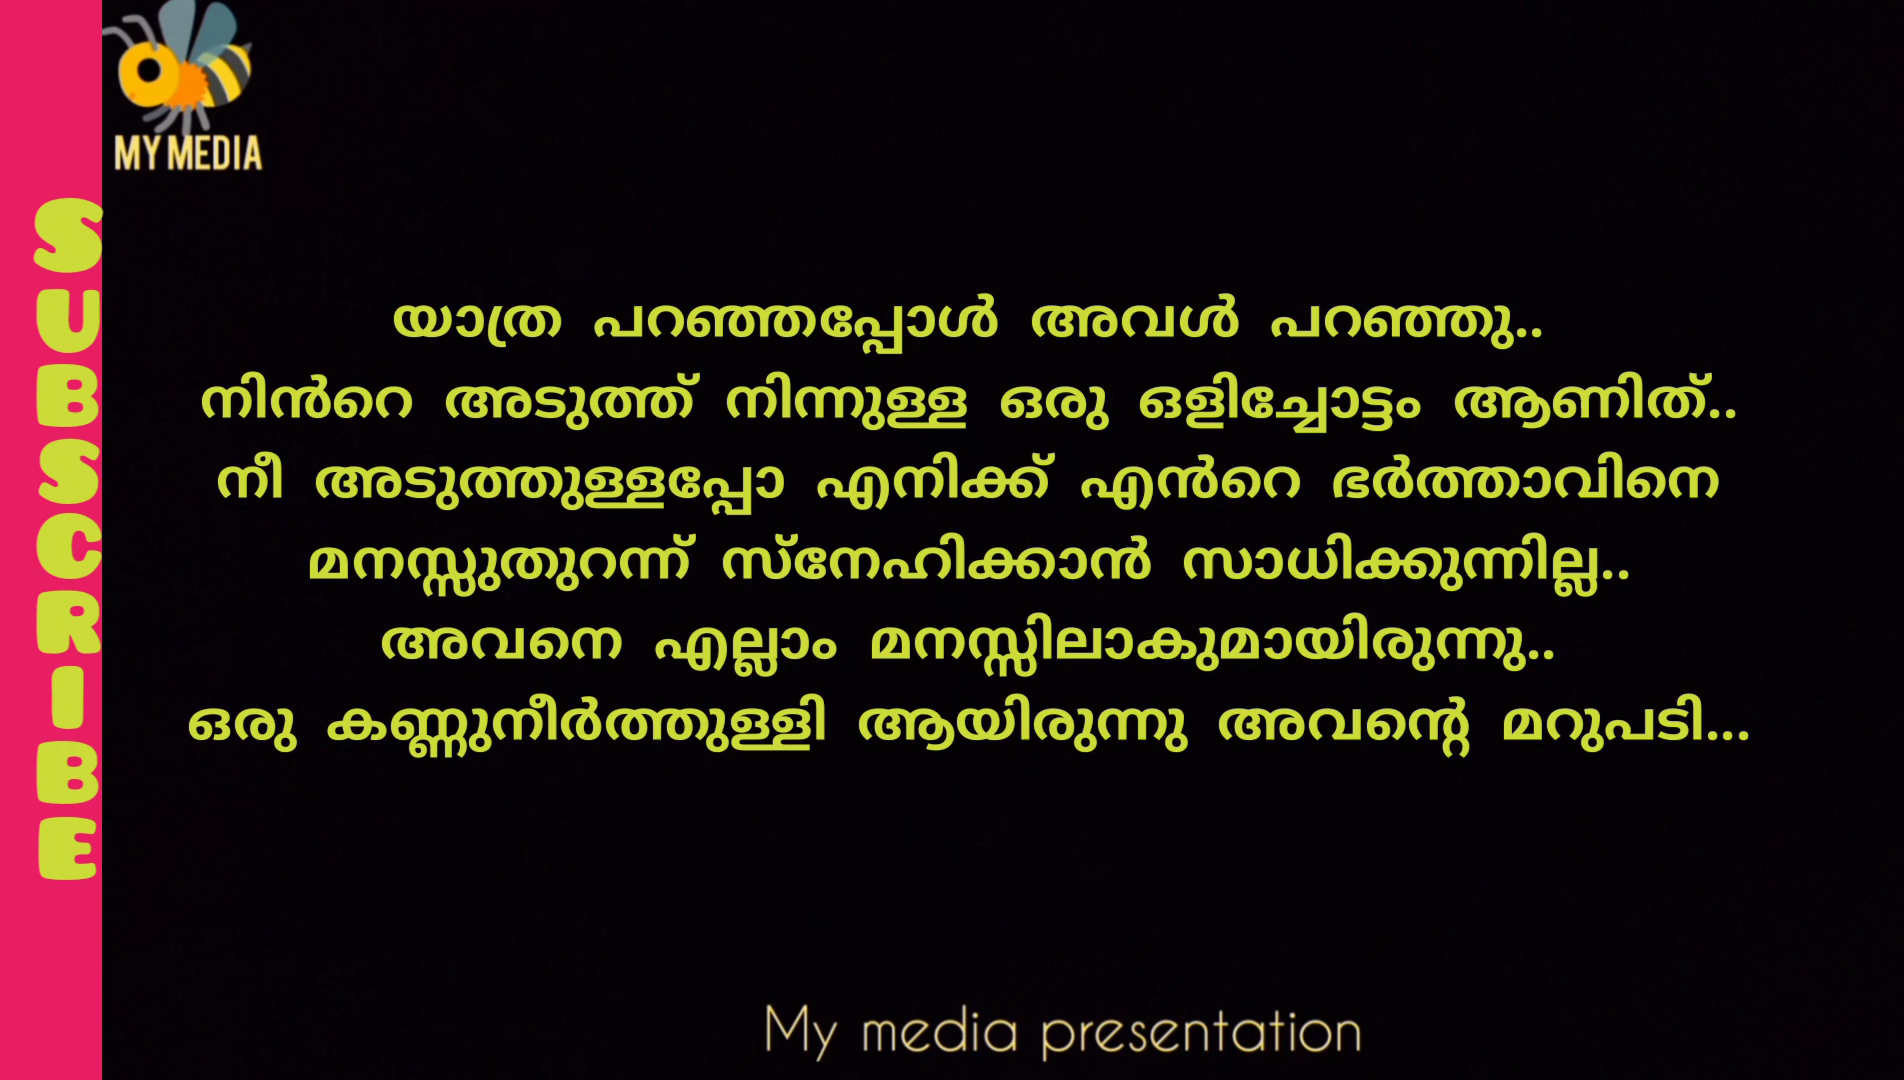 MY MEDIA
SUBSCRIBE
യാത്ര പറഞ്ഞപ്പോൾ അവൾ പറഞ്ഞു..
നിൻറെ അടുത്ത് നിന്നുള്ള ഒരു ഒളിച്ചോട്ടം ആണിത്..
നീ അടുത്തുള്ളപ്പോ എനിക്ക് എൻറെ ഭർത്താവിനെ
മനസ്സുതുറന്ന് സ്നേഹിക്കാൻ സാധിക്കുന്നില്ല..
അവനെ എല്ലാം മനസ്സിലാകുമായിരുന്നു..
ഒരു കണ്ണുനീർത്തുള്ളി ആയിരുന്നു അവന്റെ മറുപടി...
My media presentation